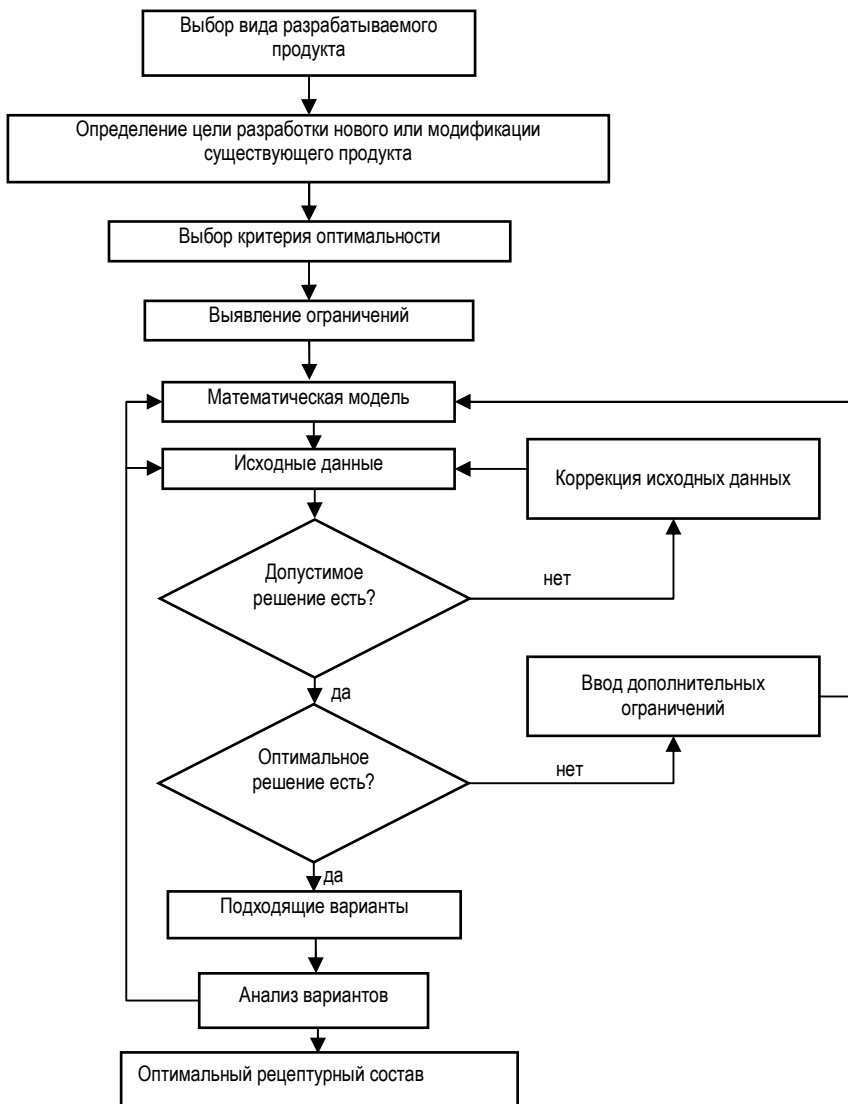 Выбор вида разрабатываемого
продукта
Определение цели разработки нового или модификации
существующего продукта
Выбор критерия оптимальности
Выявление ограничений
Математическая модель
Исходные данные
Коррекция исходных данных
Допустимое
решение есть?
нет
да
Ввод дополнительных
ограничений
Оптимальное
решение есть?
нет
да
Подходящие варианты
Анализ вариантов
Оптимальный рецептурный состав